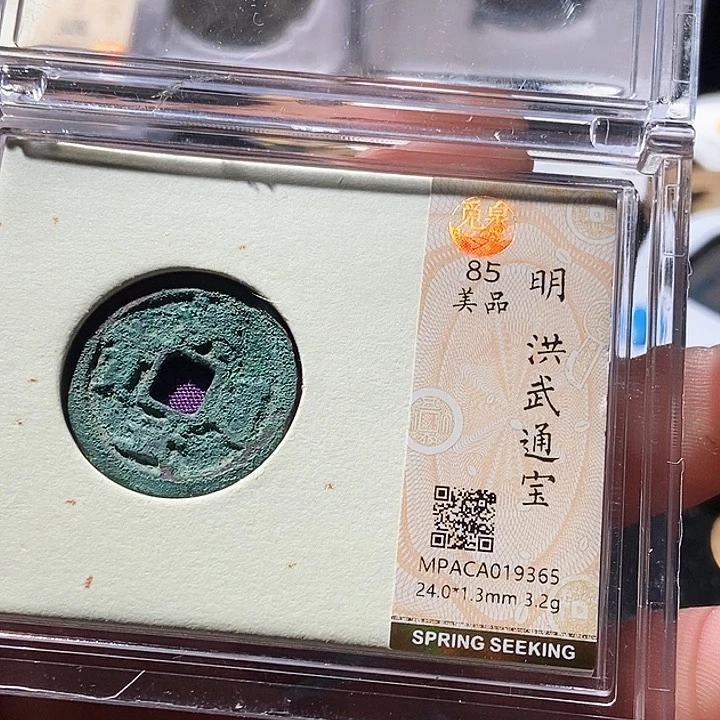 觅泉
85
美品
明 洪武通宝
MPACA019365
24.0*1.3mm 3.2g
SPRING SEEKING